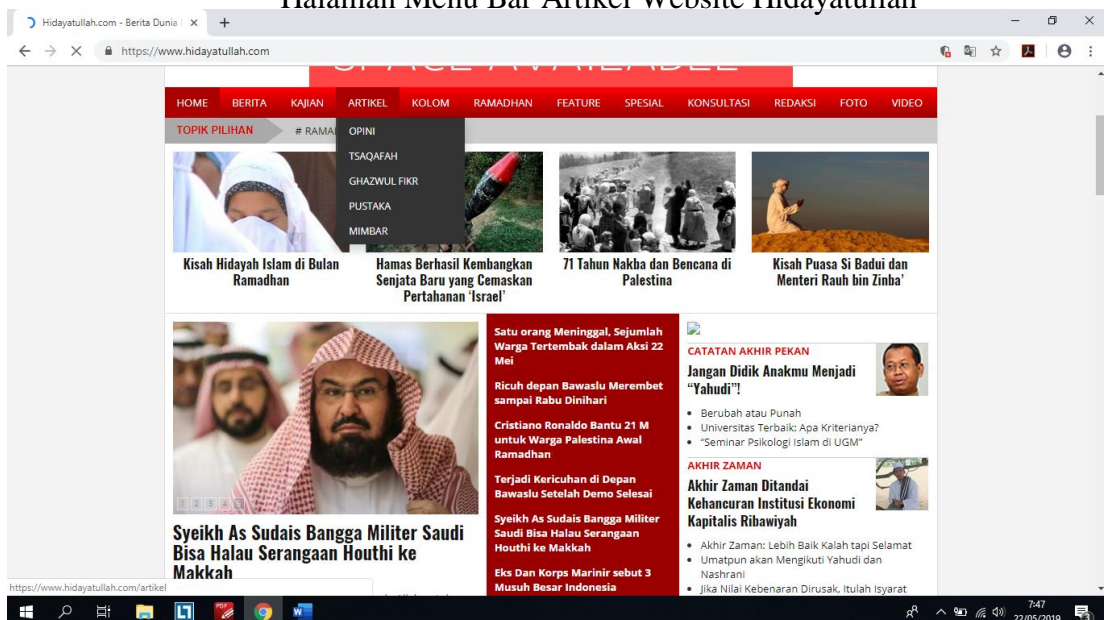 Halaman Menu Bar Artikel Website Hidayatullah
Hidayatullah.com - Berita Dunia
https://www.hidayatullah.com
SPACE AVAILABLE
HOME BERITA KAJIAN ARTIKEL KOLOM RAMADHAN FEATURE SPESIAL KONSULTASI REDAKSI FOTO VIDEO
TOPIK PILIHAN
OPINI
TSAQAFAH
GHAZWUL FIKR
PUSTAKA
MIMBAR
Kisah Hidayah Islam di Bulan
Ramadhan
Hamas Berhasil Kembangkan
Senjata Baru yang Cemaskan
Pertahanan ‘Israel’
71 Tahun Nakba dan Bencana di
Palestina
Kisah Puasa Si Badui dan
Menteri Rauh bin Zinba’
1 2 3 4 5
Syeikh As Sudais Bangga Militer Saudi
Bisa Halau Serangaan Houthi ke
Makkah
Satu orang Meninggal, Sejumlah
Warga Tertembak dalam Aksi 22
Mei
Ricuh depan Bawaslu Merembet
sampai Rabu Dinihari
Cristiano Ronaldo Bantu 21 M
untuk Warga Palestina Awal
Ramadhan
Terjadi Kericuhan di Depan
Bawaslu Setelah Demo Selesai
Syeikh As Sudais Bangga Militer
Saudi Bisa Halau Serangaan
Houthi ke Makkah
Eks Dan Korps Marinir sebut 3
Musuh Besar Indonesia
CATATAN AKHIR PEKAN
Jangan Didik Anakmu Menjadi
“Yahudi”!
Berubah atau Punah
Universitas Terbaik: Apa Kriterianya?
“Seminar Psikologi Islam di UGM”
AKHIR ZAMAN
Akhir Zaman Ditandai
Kehancuran Institusi Ekonomi
Kapitalis Ribawiyah
Akhir Zaman: Lebih Baik Kalah tapi Selamat
Umatpun akan Mengikuti Yahudi dan
Nashrani
Jika Nilai Kebenaran Dirusak, Itulah Isyarat
https://www.hidayatullah.com/artikel
7:47
22/05/2019